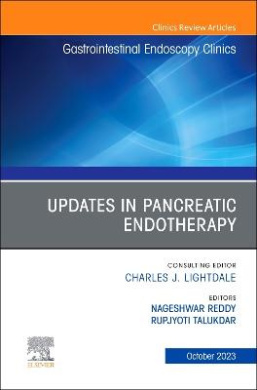 Clinics Review Articles
Gastrointestinal Endoscopy Clinics
UPDATES IN PANCREATIC
ENDOTHERAPY
CONSULTING EDITOR
CHARLES J. LIGHTDALE
EDITORS
NAGESHWAR REDDY
RUPJYOTI TALUKDAR
ELSEVIER
October 2023